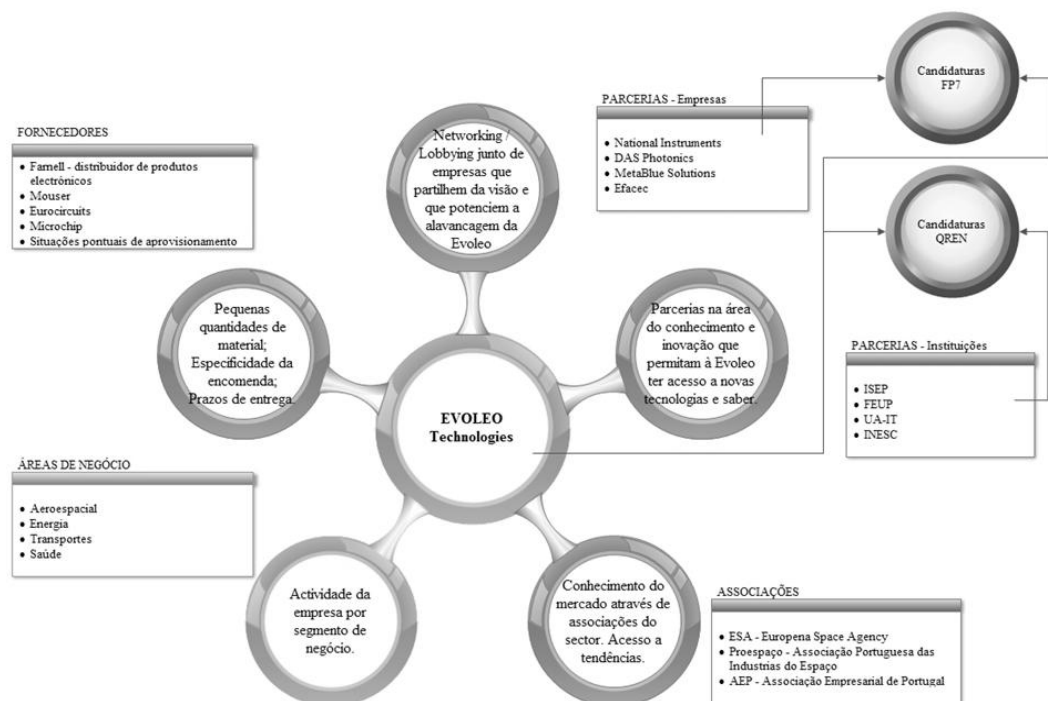 Candidaturas
FP7
PARCERIAS - Empresas
National Instruments
DAS Photonics
MetaBlue Solutions
Efacec
FORNECEDORES
Farnell - distribuidor de produtos
electrónicos
Mouser
Eurocircuits
Microchip
Situações pontuais de aprovisionamento
Networking /
Lobbying junto de
empresas que
partilhem da visão e
que potenciem a
alavancagem da
Evoleo
Candidaturas
QREN
Pequenas
quantidades de
material;
Especificidade da
encomenda;
Prazos de entrega.
Parcerias na área
do conhecimento e
inovação que
permitam à Evoleo
ter acesso a novas
tecnologias e saber.
PARCERIAS - Instituições
ISEP
FEUP
UA-IT
INESC
EVOLEO
Technologies
ÁREAS DE NEGÓCIO
Aeroespacial
Energia
Transportes
Saúde
Actividade da
empresa por
segmento de
negócio.
Conhecimento do
mercado através de
associações do
sector. Acesso a
tendências.
ASSOCIAÇÕES
ESA - Europena Space Agency
Proespaço - Associação Portuguesa das
Industrias do Espaço
AEP - Associação Empresarial de Portugal